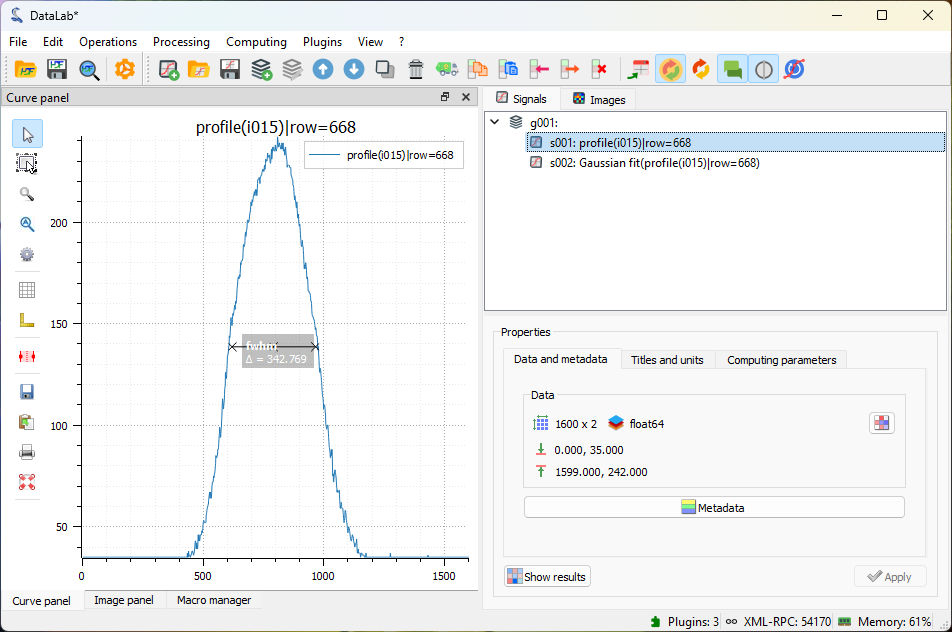 DataLab*
File Edit Operations Processing Computing Plugins View ?
Curve panel
profile(i015)|row=668
profile(i015)|row=668
200
150
100
50
fwhm
Δ = 342.769
0 500 1000 1500
Curve panel Image panel Macro manager
Signals Images
g001:
s001: profile(i015)|row=668
s002: Gaussian fit(profile(i015)|row=668)
Properties
Data and metadata Titles and units Computing parameters
Data
1600 x 2 float64
0.000, 35.000
1599.000, 242.000
Metadata
Show results Apply
Plugins: 3 XML-RPC: 54170 Memory: 61%